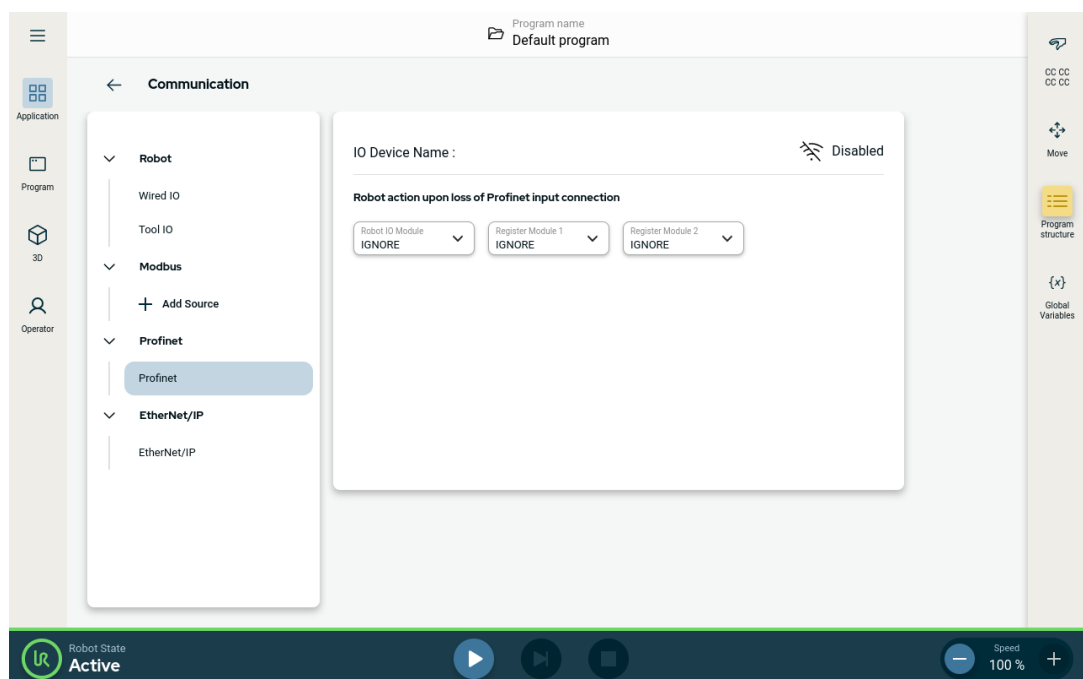 Program name
Default program
Communication
Application
Program
3D
Operator
Robot
Wired IO
Tool IO
Modbus
Add Source
Profinet
Profinet
EtherNet/IP
EtherNet/IP
IO Device Name :
Disabled
Robot action upon loss of Profinet input connection
Robot IO Module
IGNORE
Register Module 1
IGNORE
Register Module 2
IGNORE
CC CC
CC CC
Move
Program
structure
{x}
Global
Variables
UR
Robot State
Active
Speed
100 %